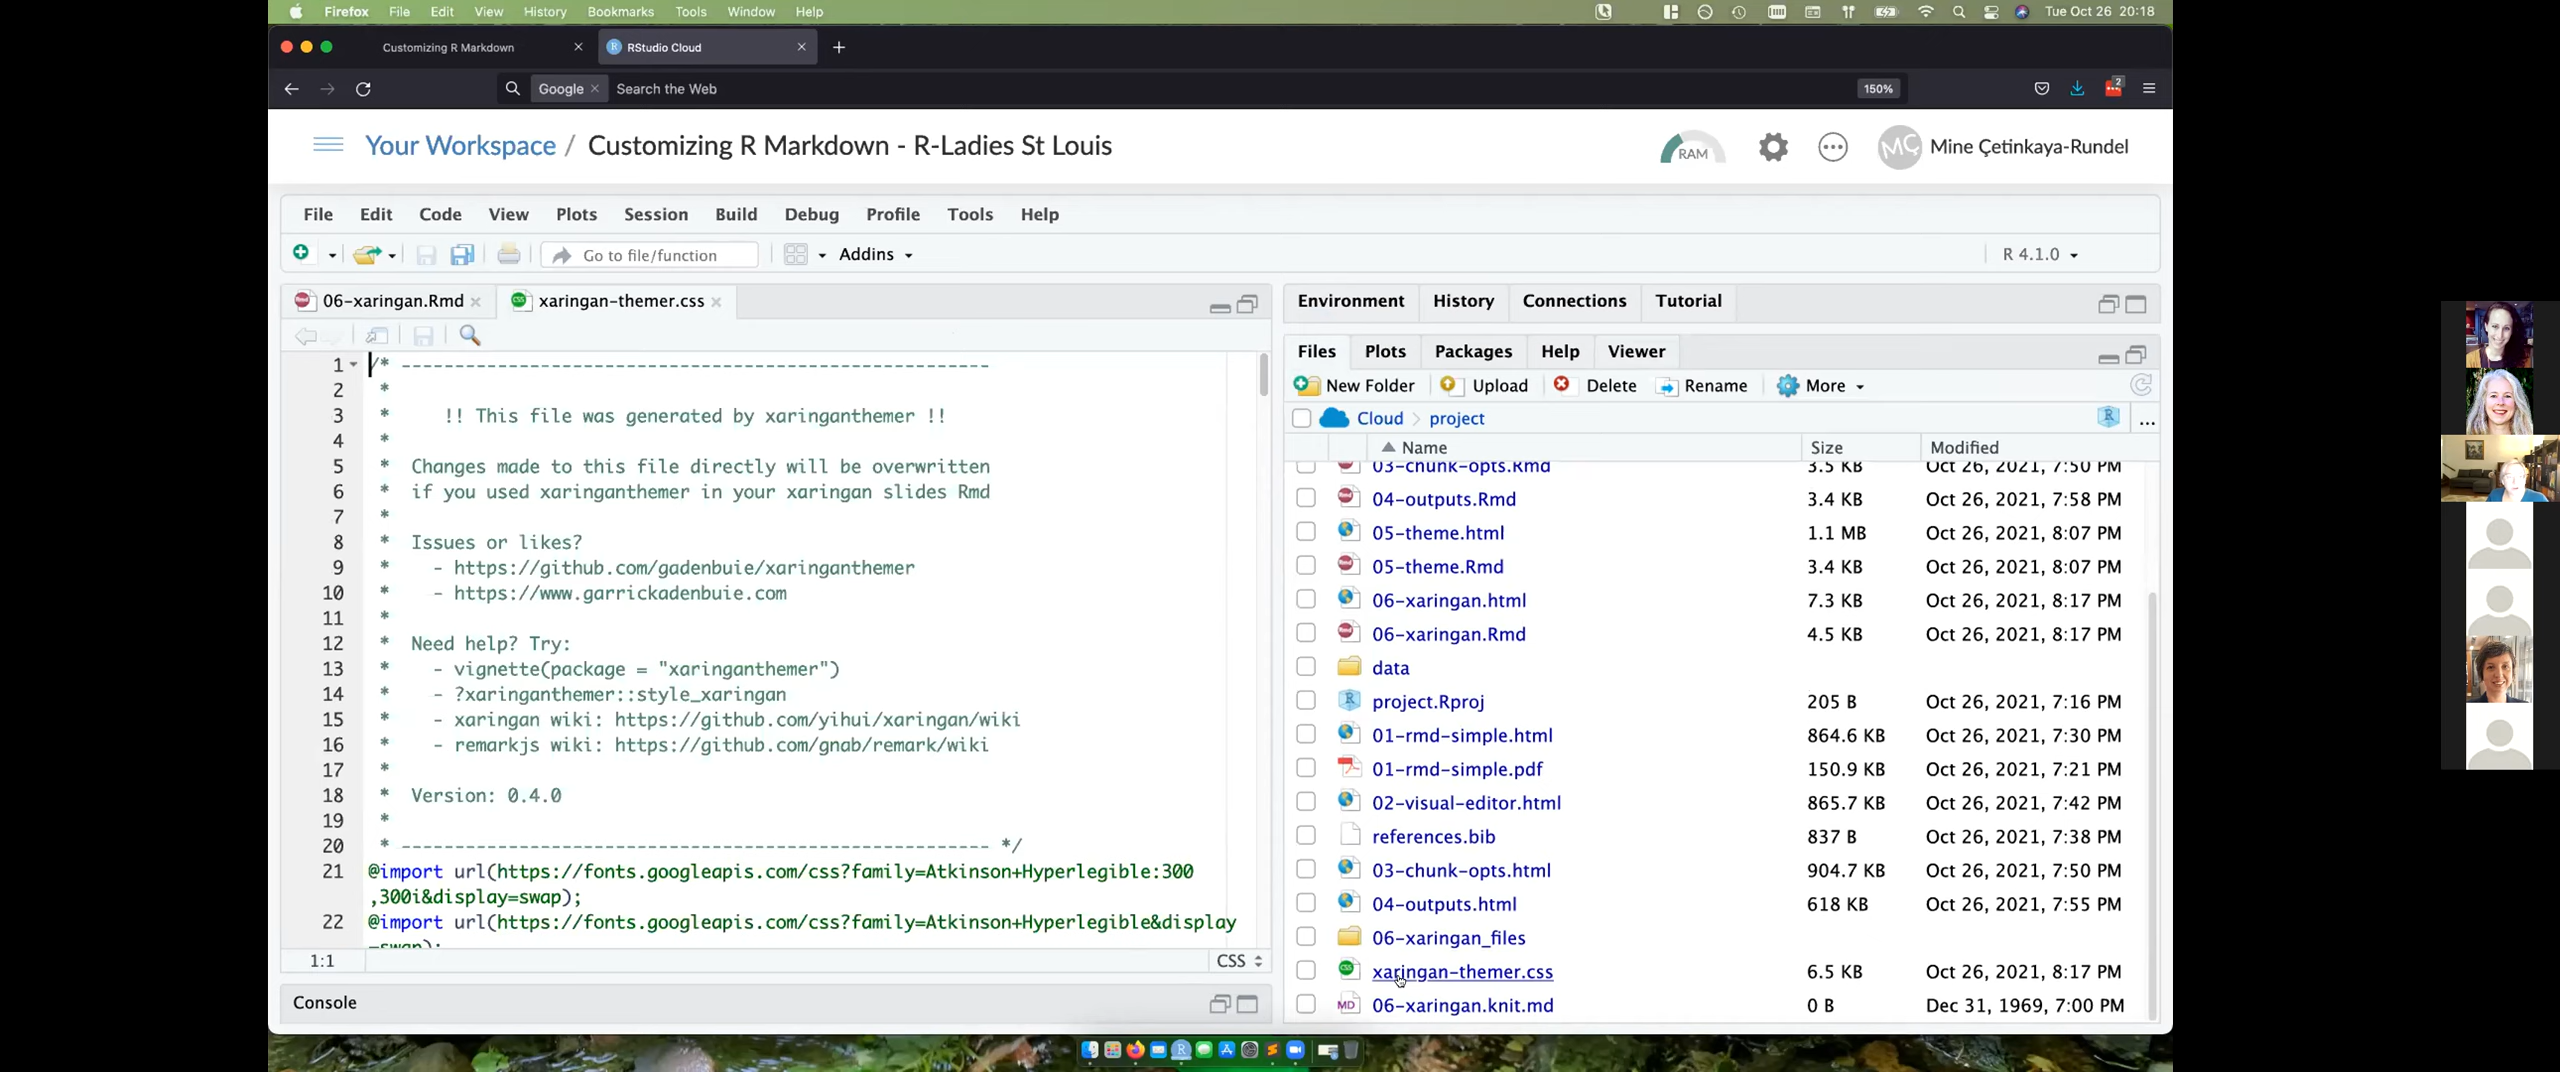 Firefox File Edit View History Bookmarks Tools Window Help Tue Oct 26 20:18
Customizing R Markdown RStudio Cloud
Google Search the Web 150% 2
Your Workspace / Customizing R Markdown - R-Ladies St Louis RAM MÇ Mine Çetinkaya-Rundel
File Edit Code View Plots Session Build Debug Profile Tools Help
Go to file/function Addins R 4.1.0
06-xaringan.Rmd xaringan-themer.css
1 /* -------------------------------------------------------
2 *
3 * !! This file was generated by xaringanthemer !!
4 *
5 * Changes made to this file directly will be overwritten
6 * if you used xaringanthemer in your xaringan slides Rmd
7 *
8 * Issues or likes?
9 * - https://github.com/gadenbuie/xaringanthemer
10 * - https://www.garrickadenbuie.com
11 *
12 * Need help? Try:
13 * - vignette(package = "xaringanthemer")
14 * - ?xaringanthemer::style_xaringan
15 * - xaringan wiki: https://github.com/yihui/xaringan/wiki
16 * - remarkjs wiki: https://github.com/gnab/remark/wiki
17 *
18 * Version: 0.4.0
19 *
20 * ------------------------------------------------------- */
21 @import url(https://fonts.googleapis.com/css?family=Atkinson+Hyperlegible:300
,300i&display=swap);
22 @import url(https://fonts.googleapis.com/css?family=Atkinson+Hyperlegible&display
=swap);
1:1 CSS
Console
Environment History Connections Tutorial
Files Plots Packages Help Viewer
New Folder Upload Delete Rename More
Cloud project ...
Name Size Modified
03-chunk-opts.Rmd 3.5 KB Oct 26, 2021, 7:50 PM
04-outputs.Rmd 3.4 KB Oct 26, 2021, 7:58 PM
05-theme.html 1.1 MB Oct 26, 2021, 8:07 PM
05-theme.Rmd 3.4 KB Oct 26, 2021, 8:07 PM
06-xaringan.html 7.3 KB Oct 26, 2021, 8:17 PM
06-xaringan.Rmd 4.5 KB Oct 26, 2021, 8:17 PM
data
project.Rproj 205 B Oct 26, 2021, 7:16 PM
01-rmd-simple.html 864.6 KB Oct 26, 2021, 7:30 PM
01-rmd-simple.pdf 150.9 KB Oct 26, 2021, 7:21 PM
02-visual-editor.html 865.7 KB Oct 26, 2021, 7:42 PM
references.bib 837 B Oct 26, 2021, 7:38 PM
03-chunk-opts.html 904.7 KB Oct 26, 2021, 7:50 PM
04-outputs.html 618 KB Oct 26, 2021, 7:55 PM
06-xaringan_files
xaringan-themer.css 6.5 KB Oct 26, 2021, 8:17 PM
MD 06-xaringan.knit.md 0 B Dec 31, 1969, 7:00 PM